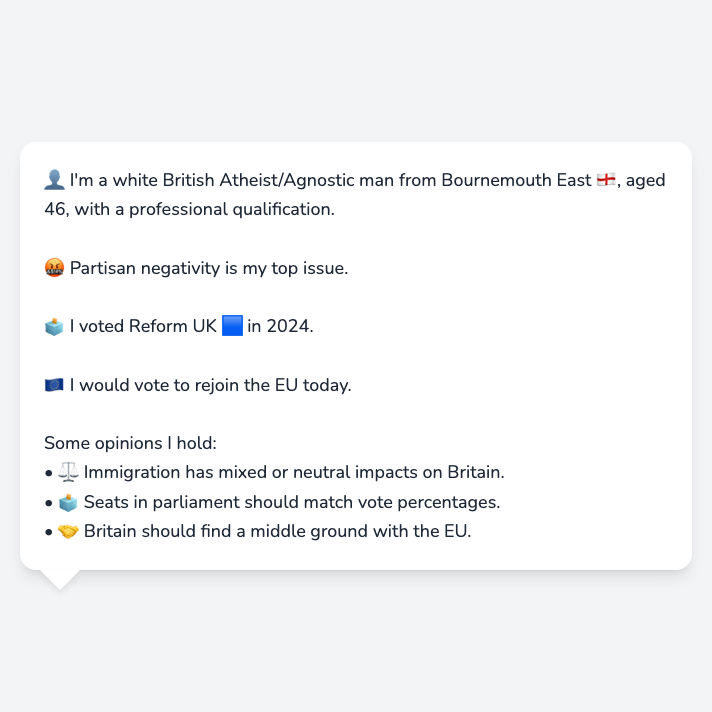 👤 I'm a white British Atheist/Agnostic man from Bournemouth East 🏴󠁧󠁢󠁥󠁮󠁧󠁿, aged
46, with a professional qualification.
🤬 Partisan negativity is my top issue.
🗳️ I voted Reform UK 🟦 in 2024.
🇪🇺 I would vote to rejoin the EU today.
Some opinions I hold:
• ⚖️ Immigration has mixed or neutral impacts on Britain.
• 🗳️ Seats in parliament should match vote percentages.
• 🤝 Britain should find a middle ground with the EU.